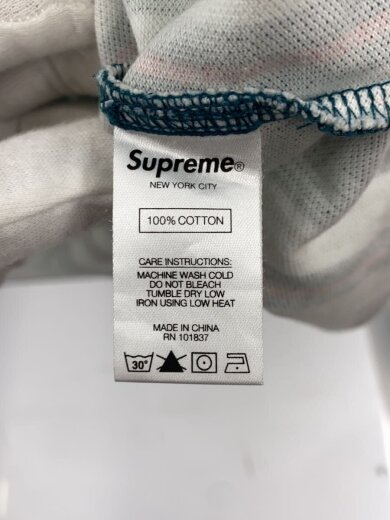 Supreme®
NEW YORK CITY
100% COTTON
CARE INSTRUCTIONS:
MACHINE WASH COLD
DO NOT BLEACH
TUMBLE DRY LOW
IRON USING LOW HEAT
MADE IN CHINA
RN 101837
30°